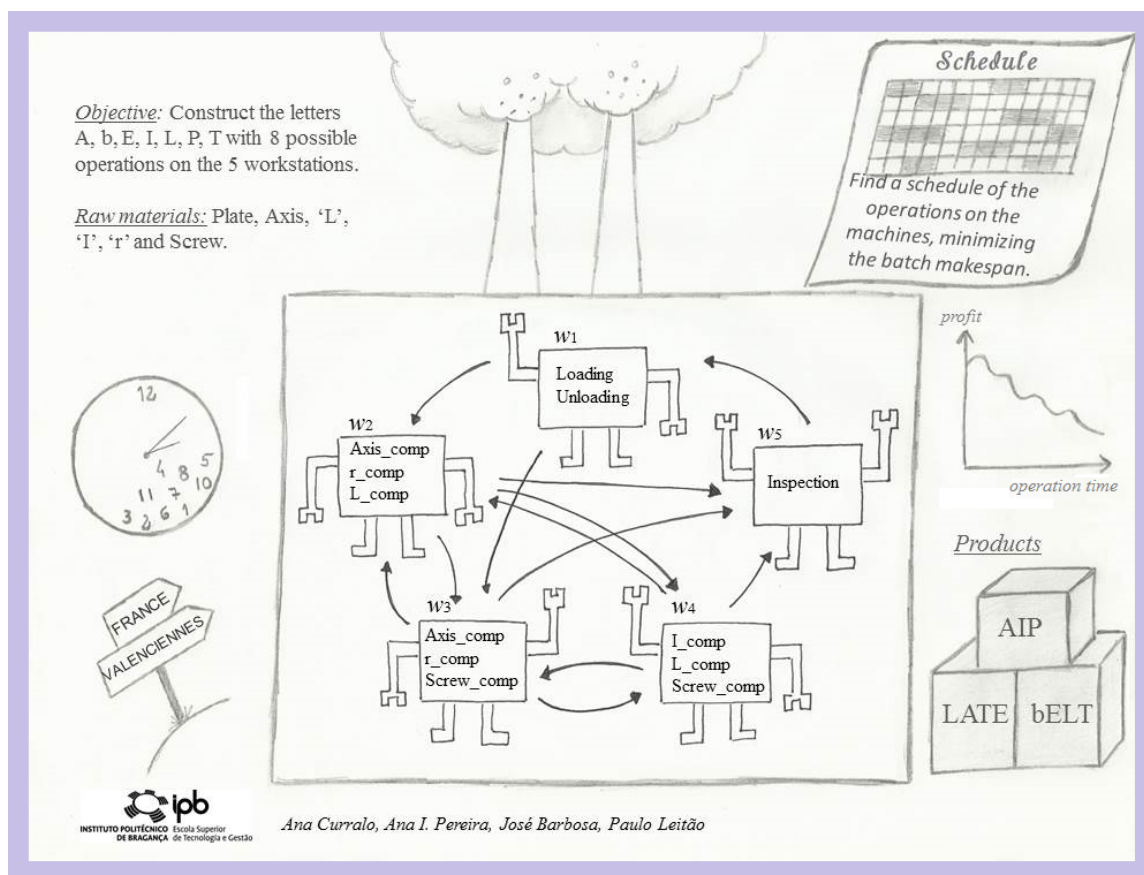 Objective: Construct the letters
A, b, E, I, L, P, T with 8 possible
operations on the 5 workstations.
Raw materials: Plate, Axis, ‘L’,
‘I’, ‘r’ and Screw.
Schedule
Find a schedule of the
operations on the
machines, minimizing
the batch makespan.
w1
Loading
Unloading
w2
Axis_comp
r_comp
L_comp
w5
Inspection
w3
Axis_comp
r_comp
Screw_comp
w4
I_comp
L_comp
Screw_comp
profit
operation time
12
4
8
5
11
7
10
3
2
6
1
FRANCE
VALENCIENNES
Products
AIP
LATE
bELT
ipb
INSTITUTO POLITÉCNICO
DE BRAGANÇA
Escola Superior
de Tecnologia e Gestão
Ana Curralo, Ana I. Pereira, José Barbosa, Paulo Leitão